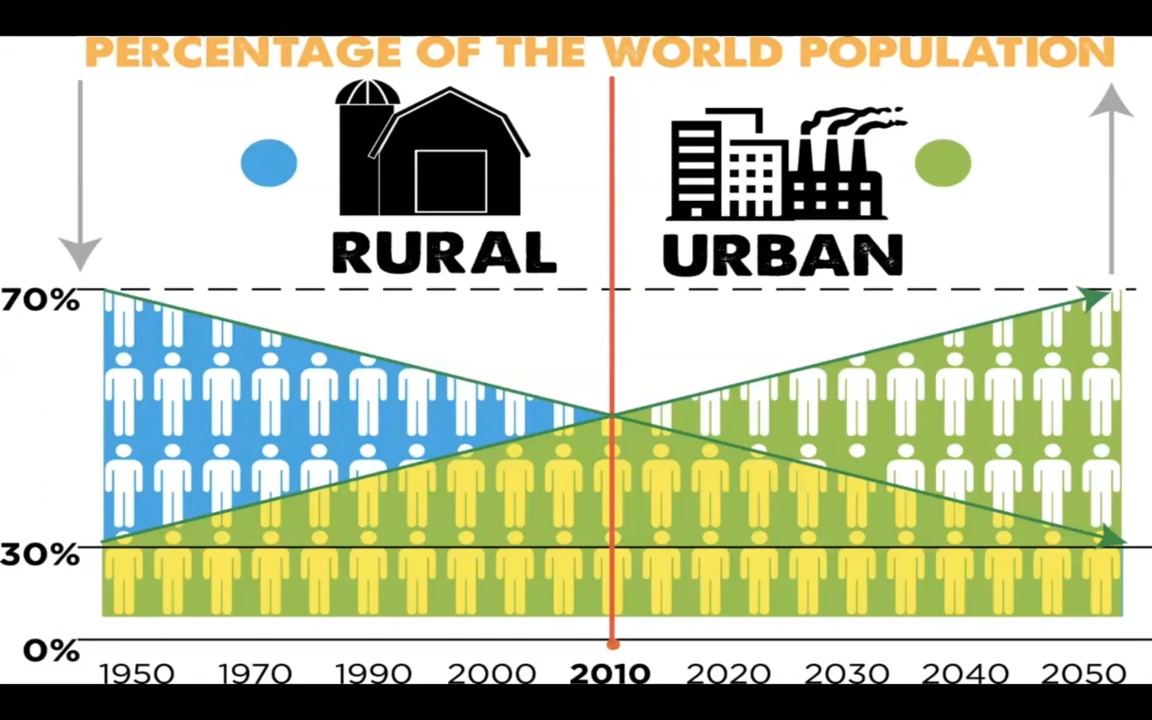 PERCENTAGE OF THE WORLD POPULATION
RURAL
URBAN
70%
30%
0%
1950 1970 1990 2000 2010 2020 2030 2040 2050